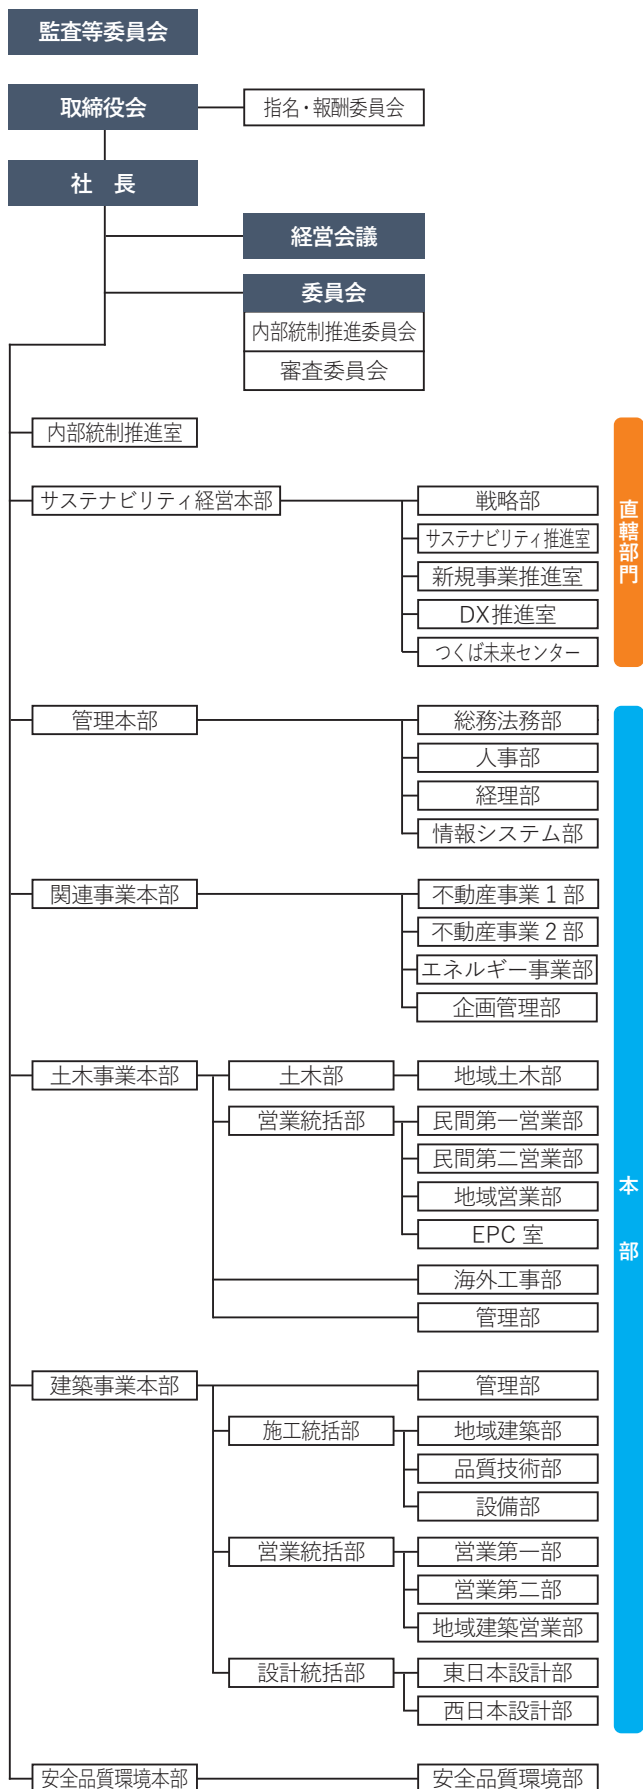 監査等委員会
取締役会
指名・報酬委員会
社　長
経営会議
委員会
内部統制推進委員会
審査委員会
直轄部門
内部統制推進室
サステナビリティ経営本部
戦略部
サステナビリティ推進室
新規事業推進室
DX推進室
つくば未来センター
本　部
管理本部
総務法務部
人事部
経理部
情報システム部
関連事業本部
不動産事業1部
不動産事業2部
エネルギー事業部
企画管理部
土木事業本部
土木部
地域土木部
営業統括部
民間第一営業部
民間第二営業部
地域営業部
EPC室
海外工事部
管理部
建築事業本部
管理部
施工統括部
地域建築部
品質技術部
設備部
営業統括部
営業第一部
営業第二部
地域建築営業部
設計統括部
東日本設計部
西日本設計部
安全品質環境本部
安全品質環境部